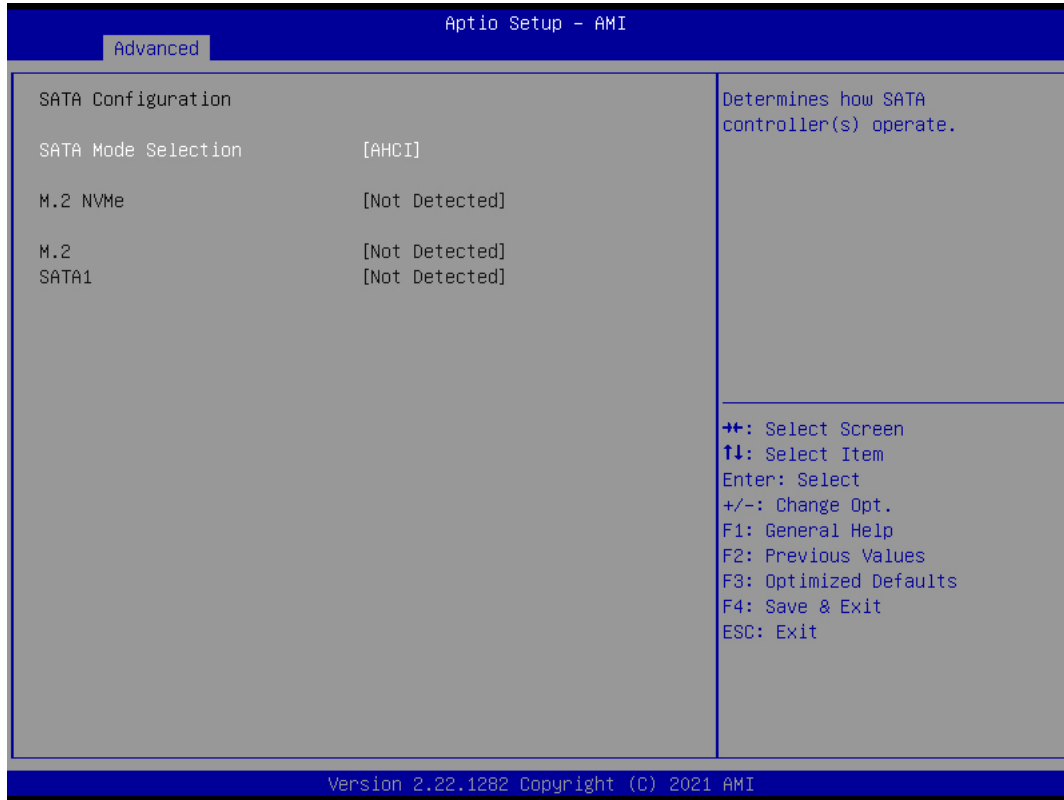 Aptio Setup – AMI
Advanced
SATA Configuration
SATA Mode Selection [AHCI]
M.2 NVMe [Not Detected]
M.2 [Not Detected]
SATA1 [Not Detected]
Determines how SATA
controller(s) operate.
→←: Select Screen
↑↓: Select Item
Enter: Select
+/-: Change Opt.
F1: General Help
F2: Previous Values
F3: Optimized Defaults
F4: Save & Exit
ESC: Exit
Version 2.22.1282 Copyright (C) 2021 AMI